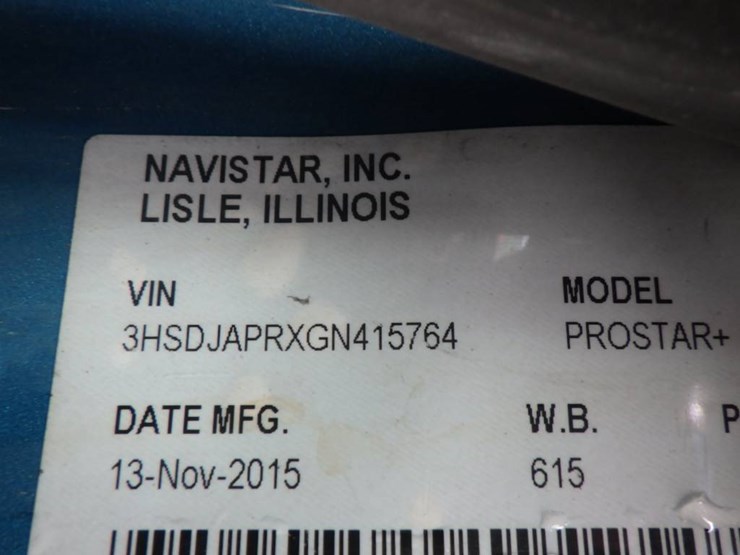 NAVISTAR, INC.
LISLE, ILLINOIS
VIN MODEL
3HSDJAPRXGN415764 PROSTAR+
DATE MFG. W.B. P
13-Nov-2015 615